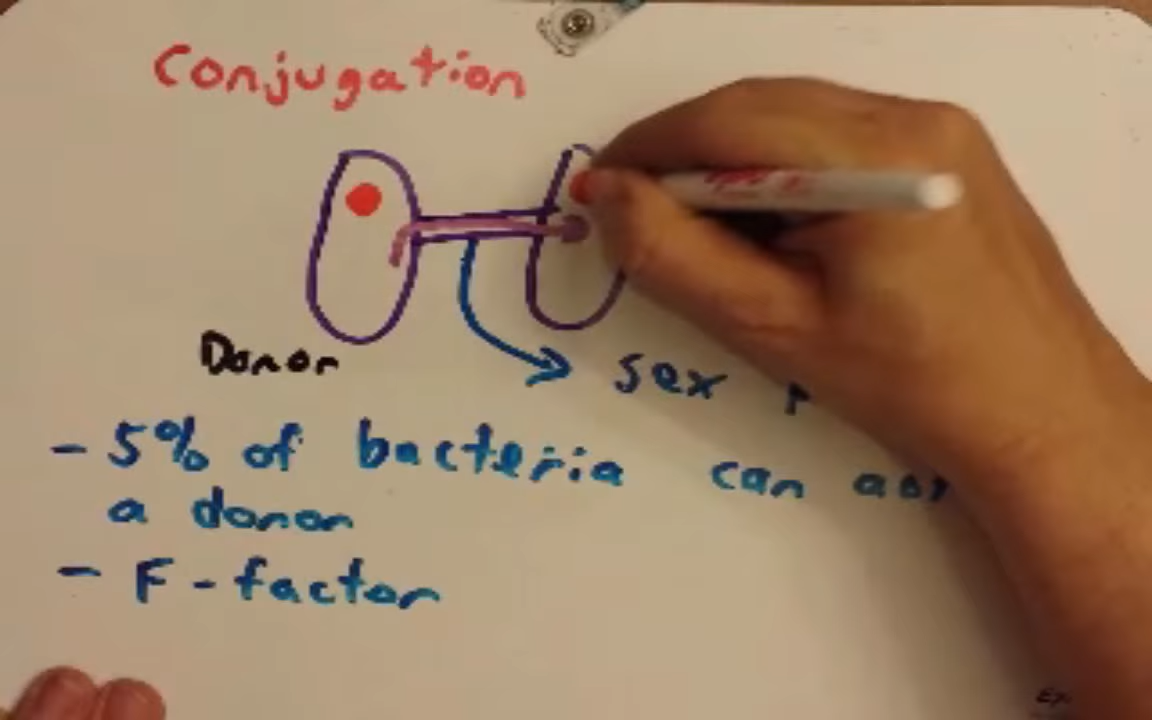 Conjugation
Donor
sex
- 5% of bacteria can
a donor
- F-factor